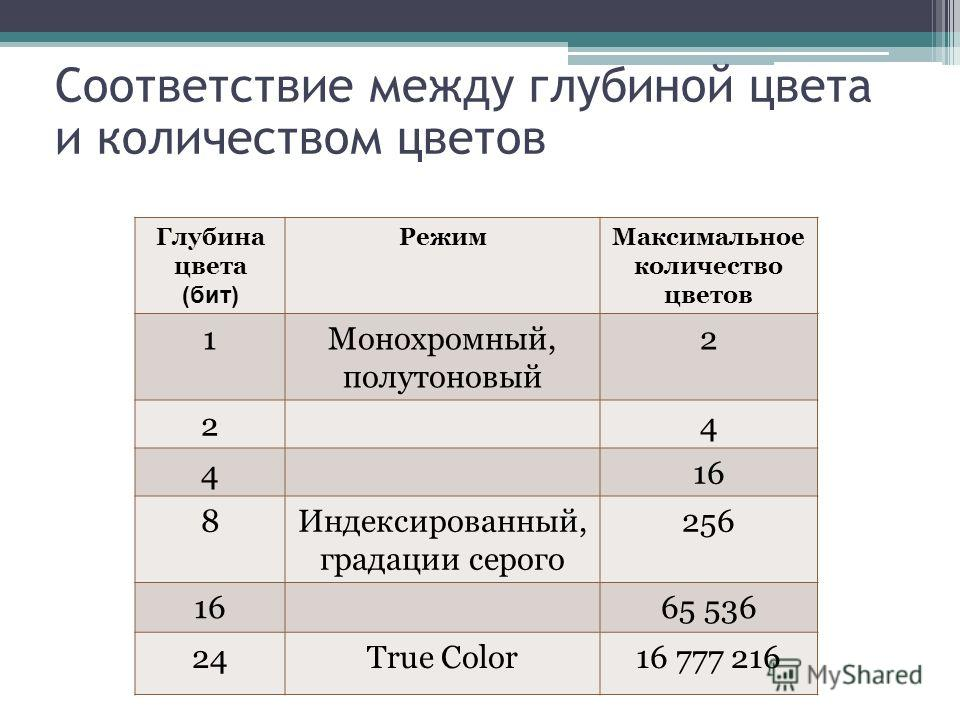 Соответствие между глубиной цвета
и количеством цветов
Глубина
цвета
(бит)
Режим
Максимальное
количество
цветов
1
Монохромный,
полутоновый
2
2
4
4
16
8
Индексированный,
градации серого
256
16
65 536
24
True Color
16 777 216
MyShared